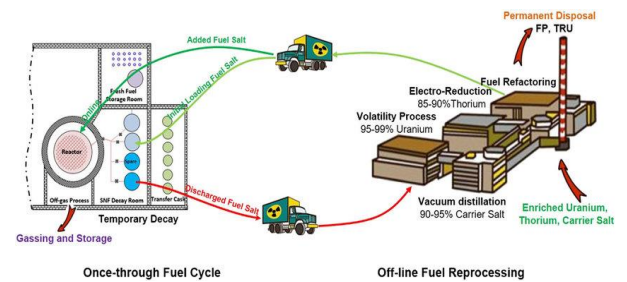 Permanent Disposal
FP, TRU
Added Fuel Salt
Initial Loading Fuel Salt
Online
Fresh Fuel
Storage Room
Fuel Refactoring
Electro-Reduction
85-90%Thorium
Volatility Process
95-99% Uranium
Reactor
Spare
Off-gas Process
SNF Decay Room
Transfer Cask
Discharged Fuel Salt
Temporary Decay
Vacuum distillation
90-95% Carrier Salt
Enriched Uranium,
Thorium, Carrier Salt
Gassing and Storage
Once-through Fuel Cycle
Off-line Fuel Reprocessing